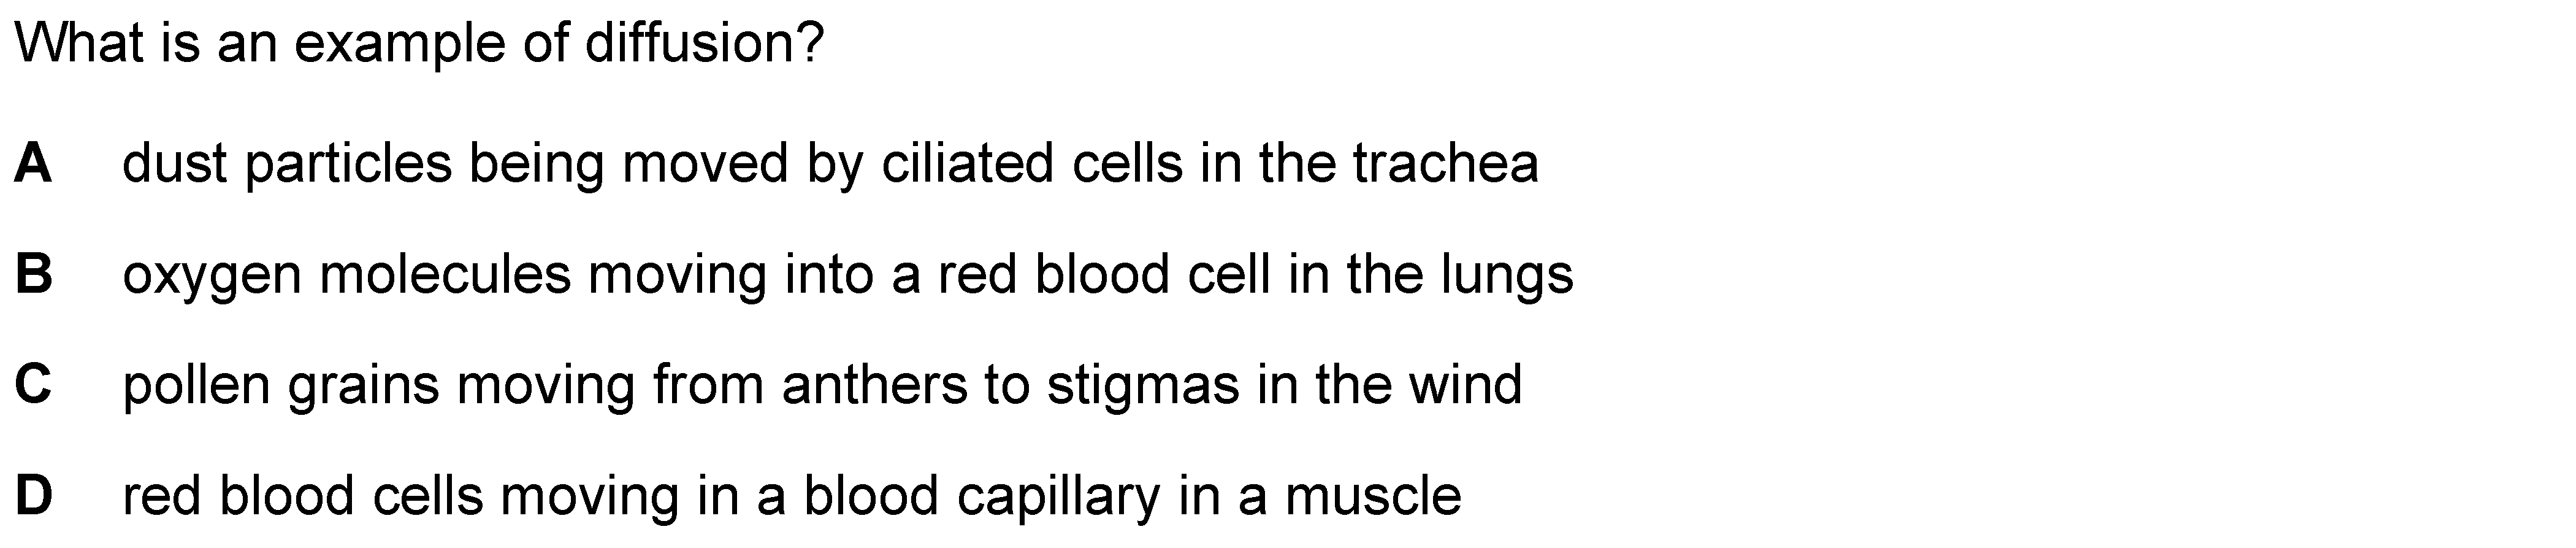 What is an example of diffusion?
A dust particles being moved by ciliated cells in the trachea
B oxygen molecules moving into a red blood cell in the lungs
C pollen grains moving from anthers to stigmas in the wind
D red blood cells moving in a blood capillary in a muscle